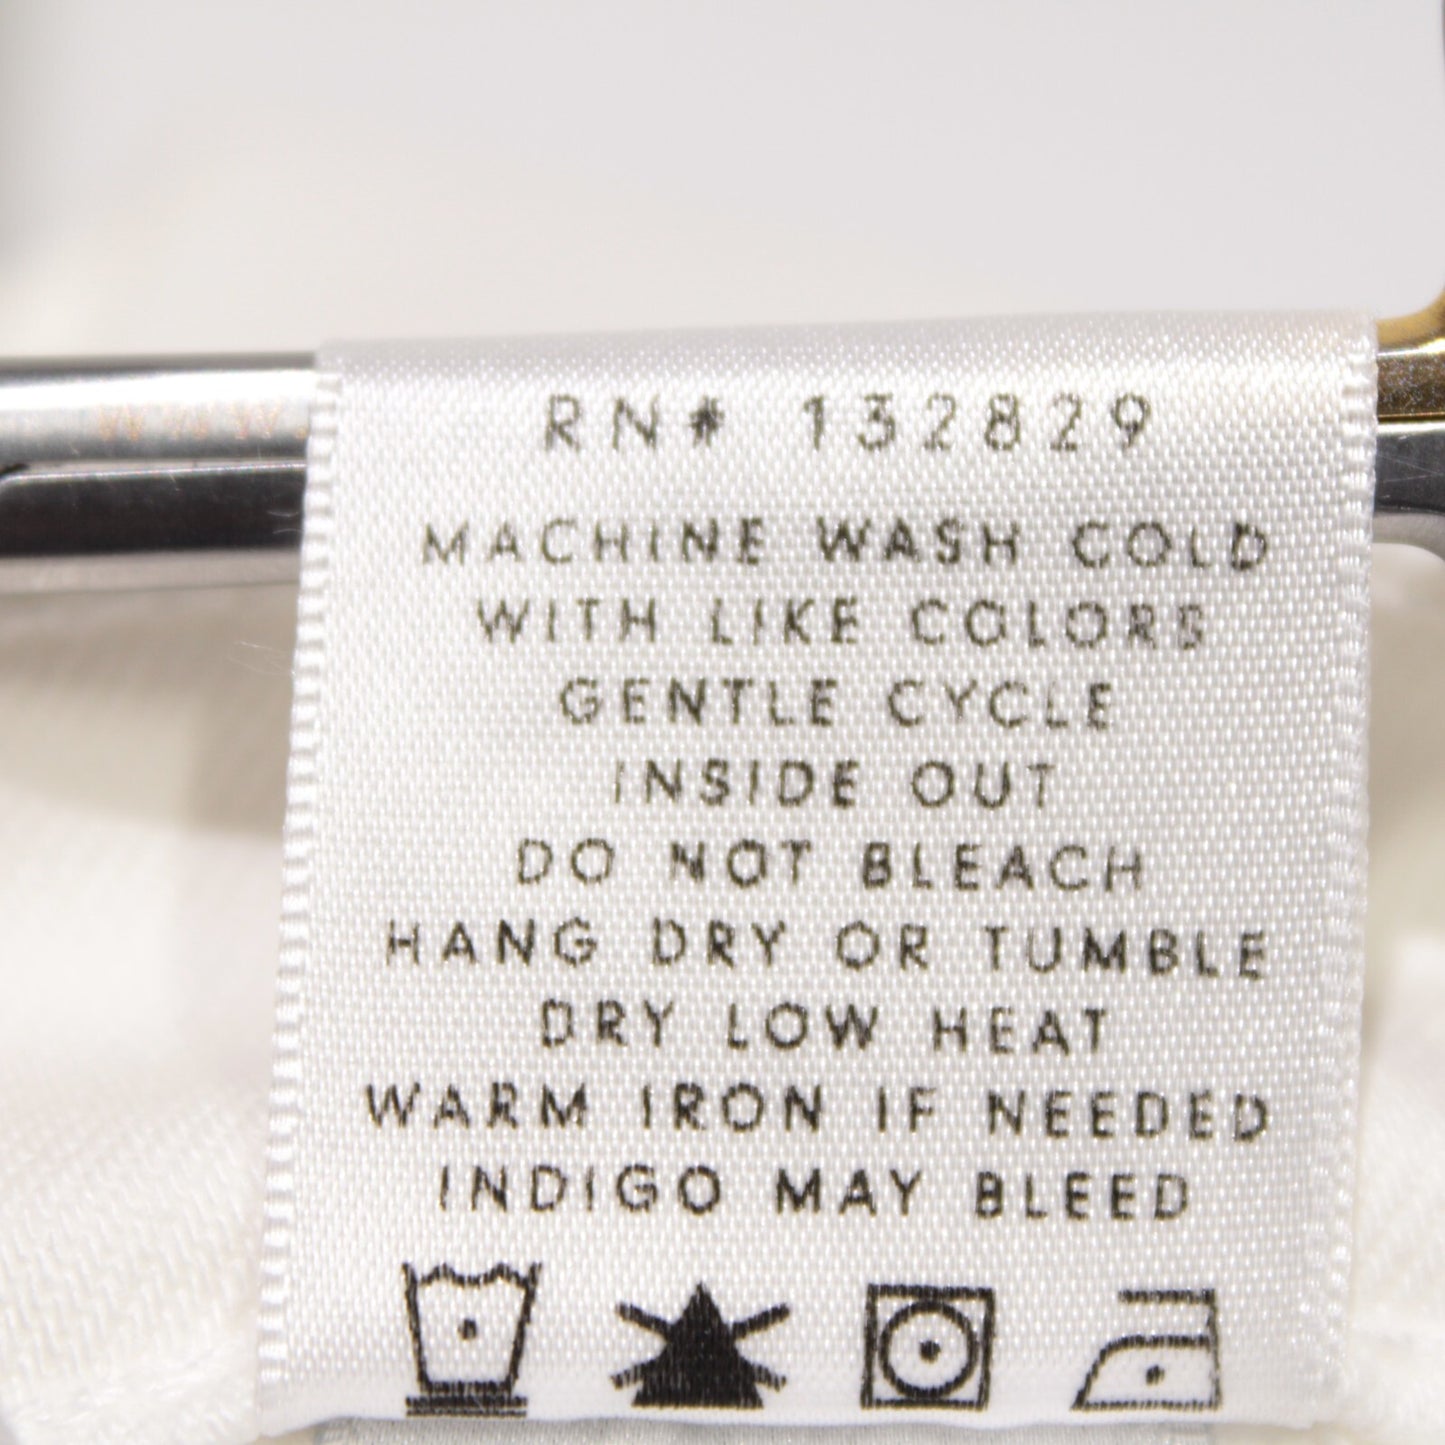 RN# 132829
MACHINE WASH COLD
WITH LIKE COLORS
GENTLE CYCLE
INSIDE OUT
DO NOT BLEACH
HANG DRY OR TUMBLE
DRY LOW HEAT
WARM IRON IF NEEDED
INDIGO MAY BLEED